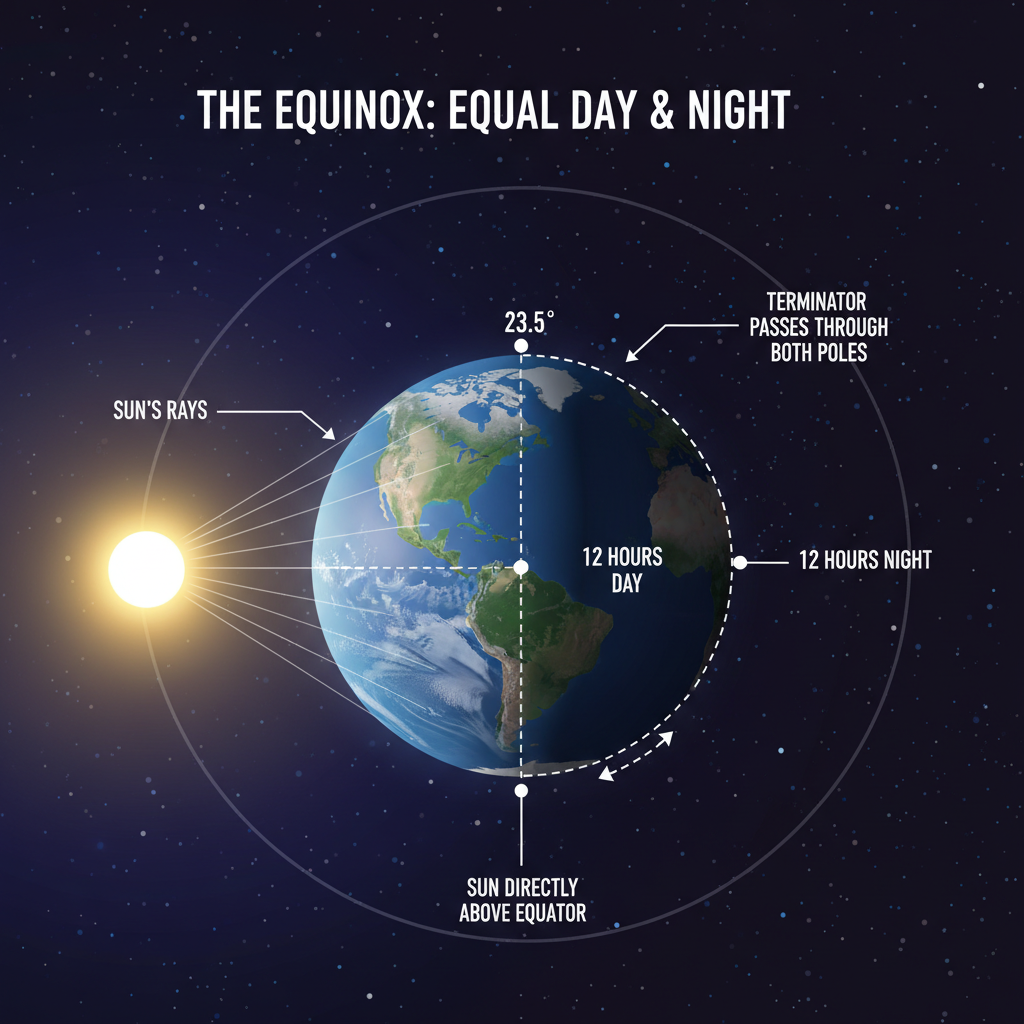 THE EQUINOX: EQUAL DAY & NIGHT
TERMINATOR
PASSES THROUGH
BOTH POLES
23.5°
SUN'S RAYS
12 HOURS
DAY
12 HOURS NIGHT
SUN DIRECTLY
ABOVE EQUATOR